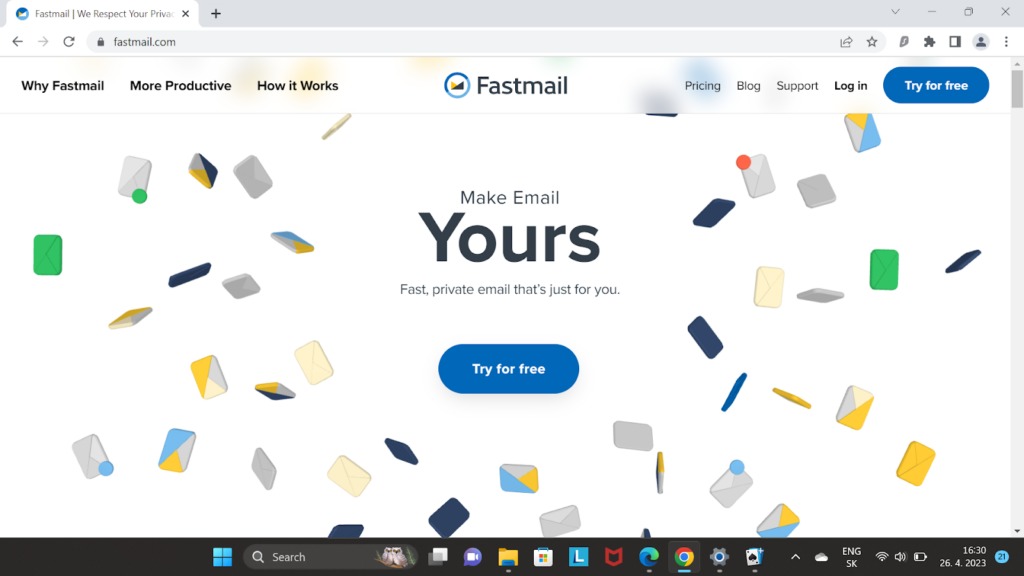 Fastmail | We Respect Your Privac
fastmail.com
Why Fastmail More Productive How it Works Fastmail Pricing Blog Support Log in Try for free
Make Email
Yours
Fast, private email that's just for you.
Try for free
Search
L
ENG
SK
16:30
26. 4. 2023
21